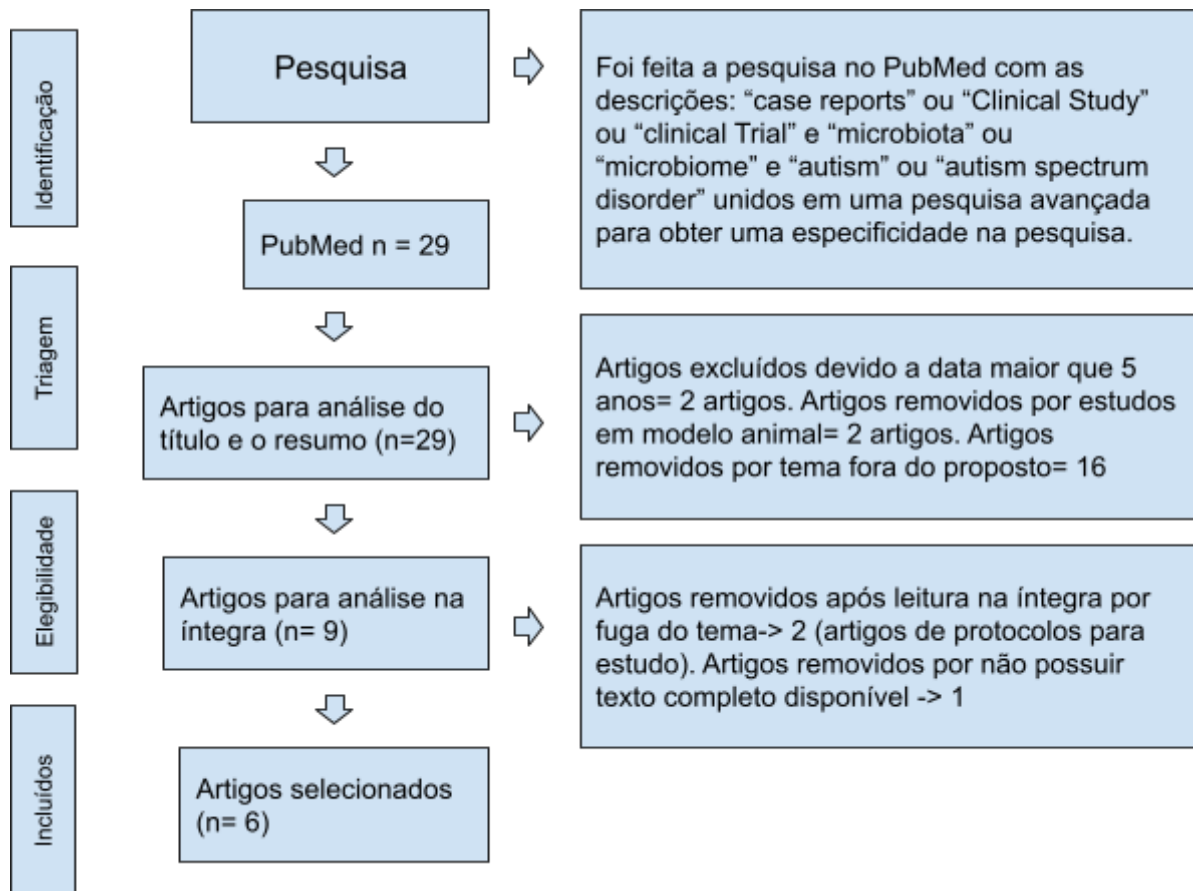 Identificação
Pesquisa
Foi feita a pesquisa no PubMed com as
descrições: “case reports” ou “Clinical Study”
ou “clinical Trial” e “microbiota” ou
“microbiome” e “autism” ou “autism spectrum
disorder” unidos em uma pesquisa avançada
para obter uma especificidade na pesquisa.
PubMed n = 29
Triagem
Artigos para análise do
título e o resumo (n=29)
Artigos excluídos devido a data maior que 5
anos= 2 artigos. Artigos removidos por estudos
em modelo animal= 2 artigos. Artigos
removidos por tema fora do proposto= 16
Elegibilidade
Artigos para análise na
íntegra (n= 9)
Artigos removidos após leitura na íntegra por
fuga do tema-> 2 (artigos de protocolos para
estudo). Artigos removidos por não possuir
texto completo disponível -> 1
Incluídos
Artigos selecionados
(n= 6)